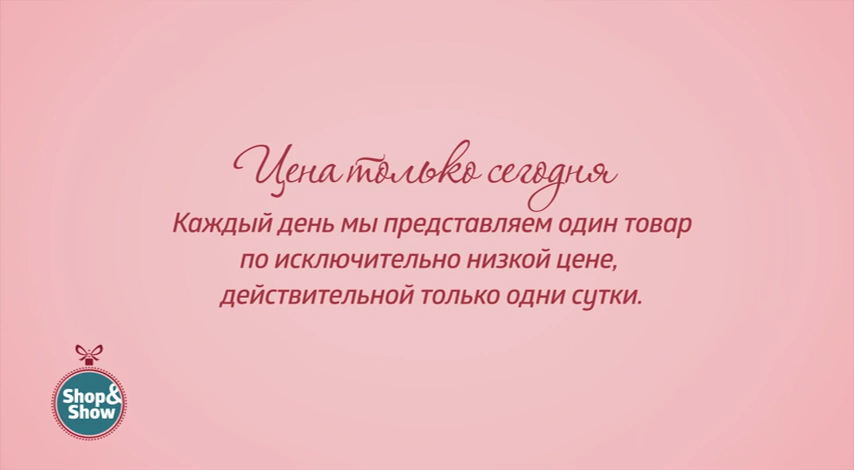 Цена только сегодня
Каждый день мы представляем один товар
по исключительно низкой цене,
действительной только одни сутки.
Shop&
Show